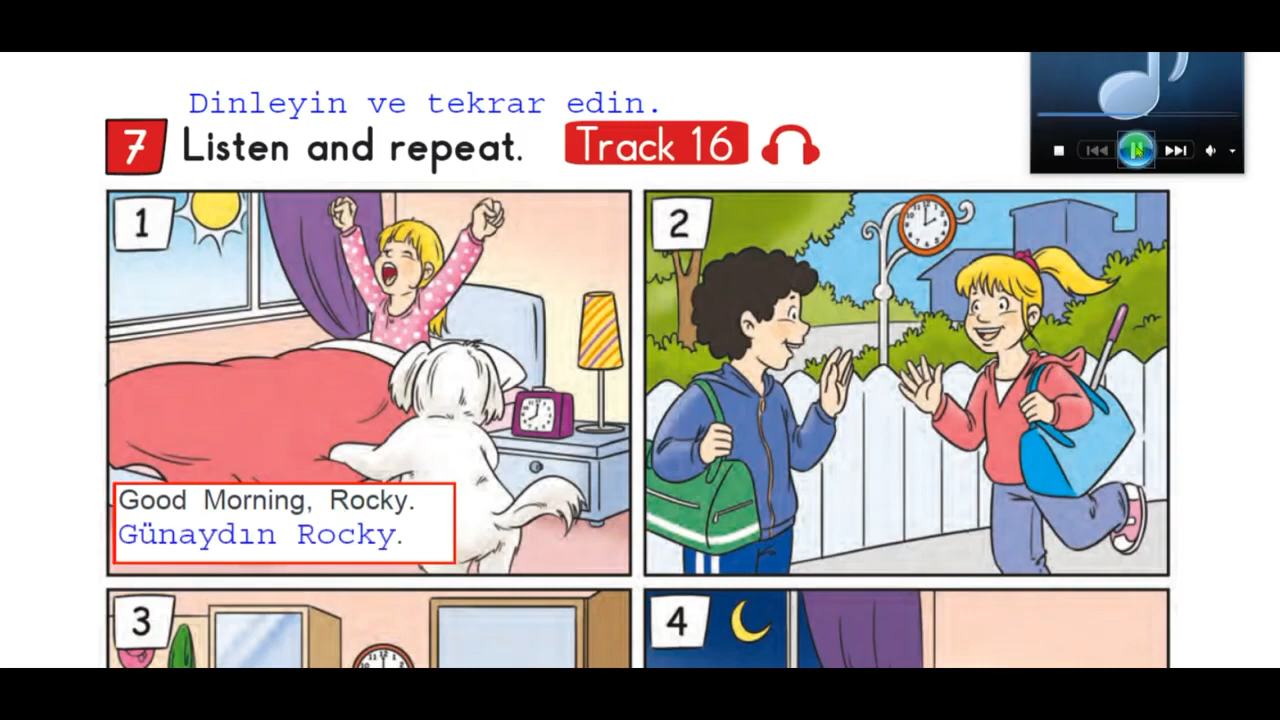 Dinleyin ve tekrar edin.
7 Listen and repeat. Track 16
1
2
Good Morning, Rocky.
Günaydın Rocky.
3
4